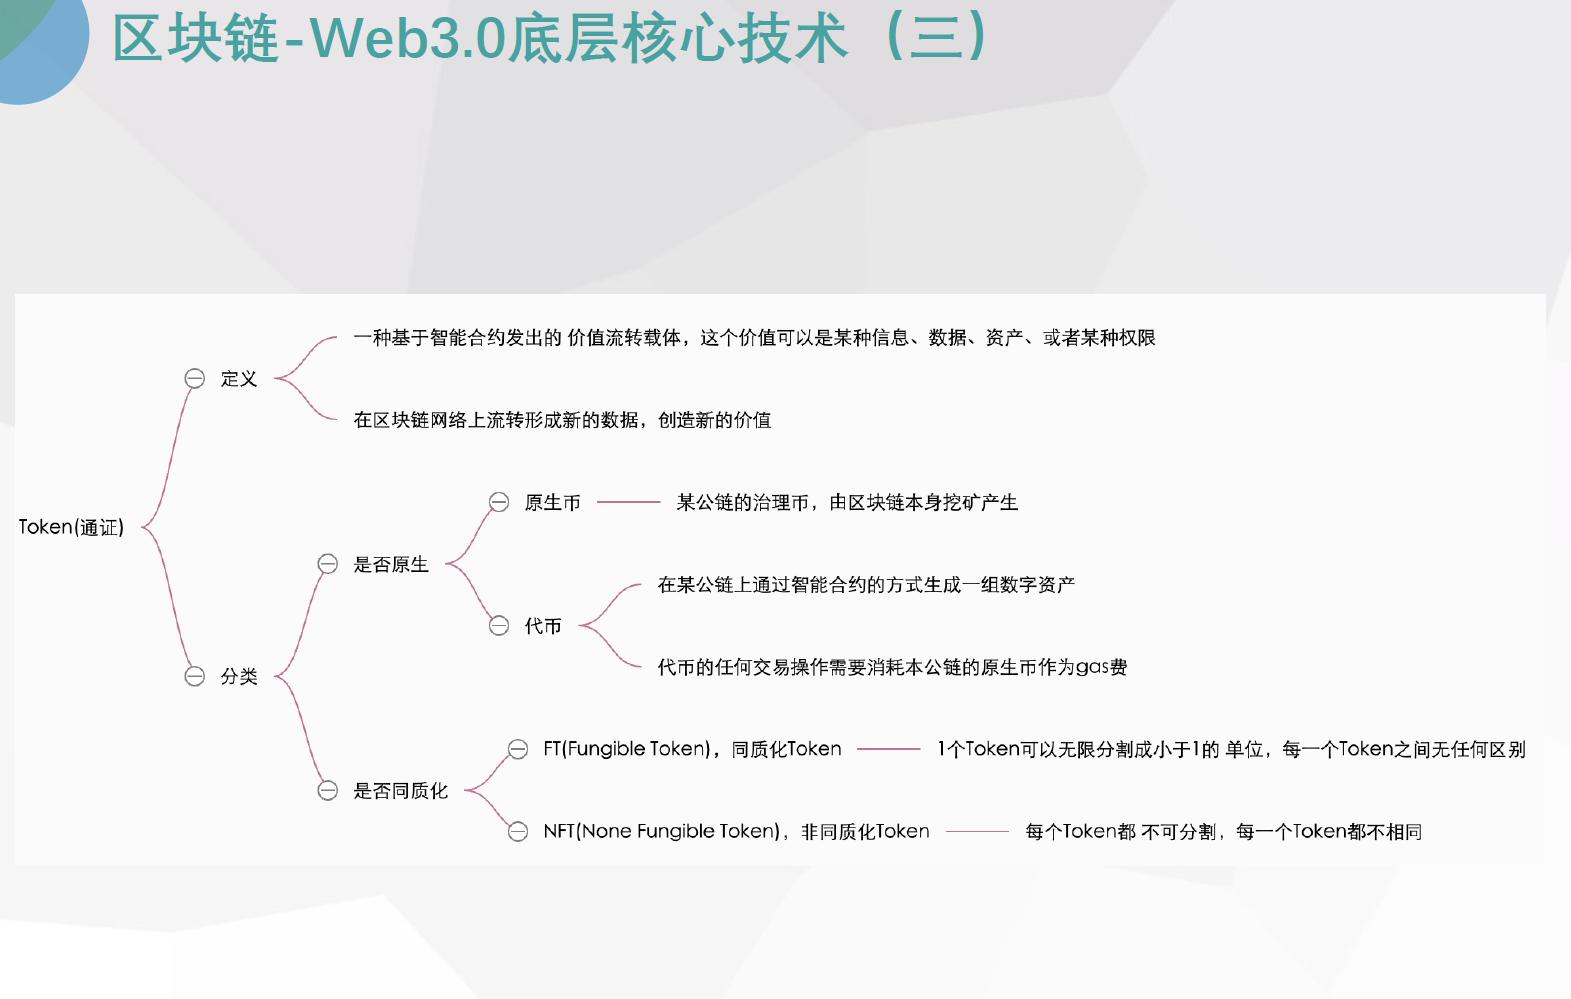 区块链-Web3.0底层核心技术（三）
一种基于智能合约发出的 价值流转载体，这个价值可以是某种信息、数据、资产、或者某种权限
定义
在区块链网络上流转形成新的数据，创造新的价值
原生币
某公链的治理币，由区块链本身挖矿产生
Token(通证)
是否原生
在某公链上通过智能合约的方式生成一组数字资产
代币
代币的任何交易操作需要消耗本公链的原生币作为gas费
分类
FT(Fungible Token)，同质化Token
1个Token可以无限分割成小于1的 单位，每一个Token之间无任何区别
是否同质化
NFT(None Fungible Token)，非同质化Token
每个Token都 不可分割，每一个Token都不相同